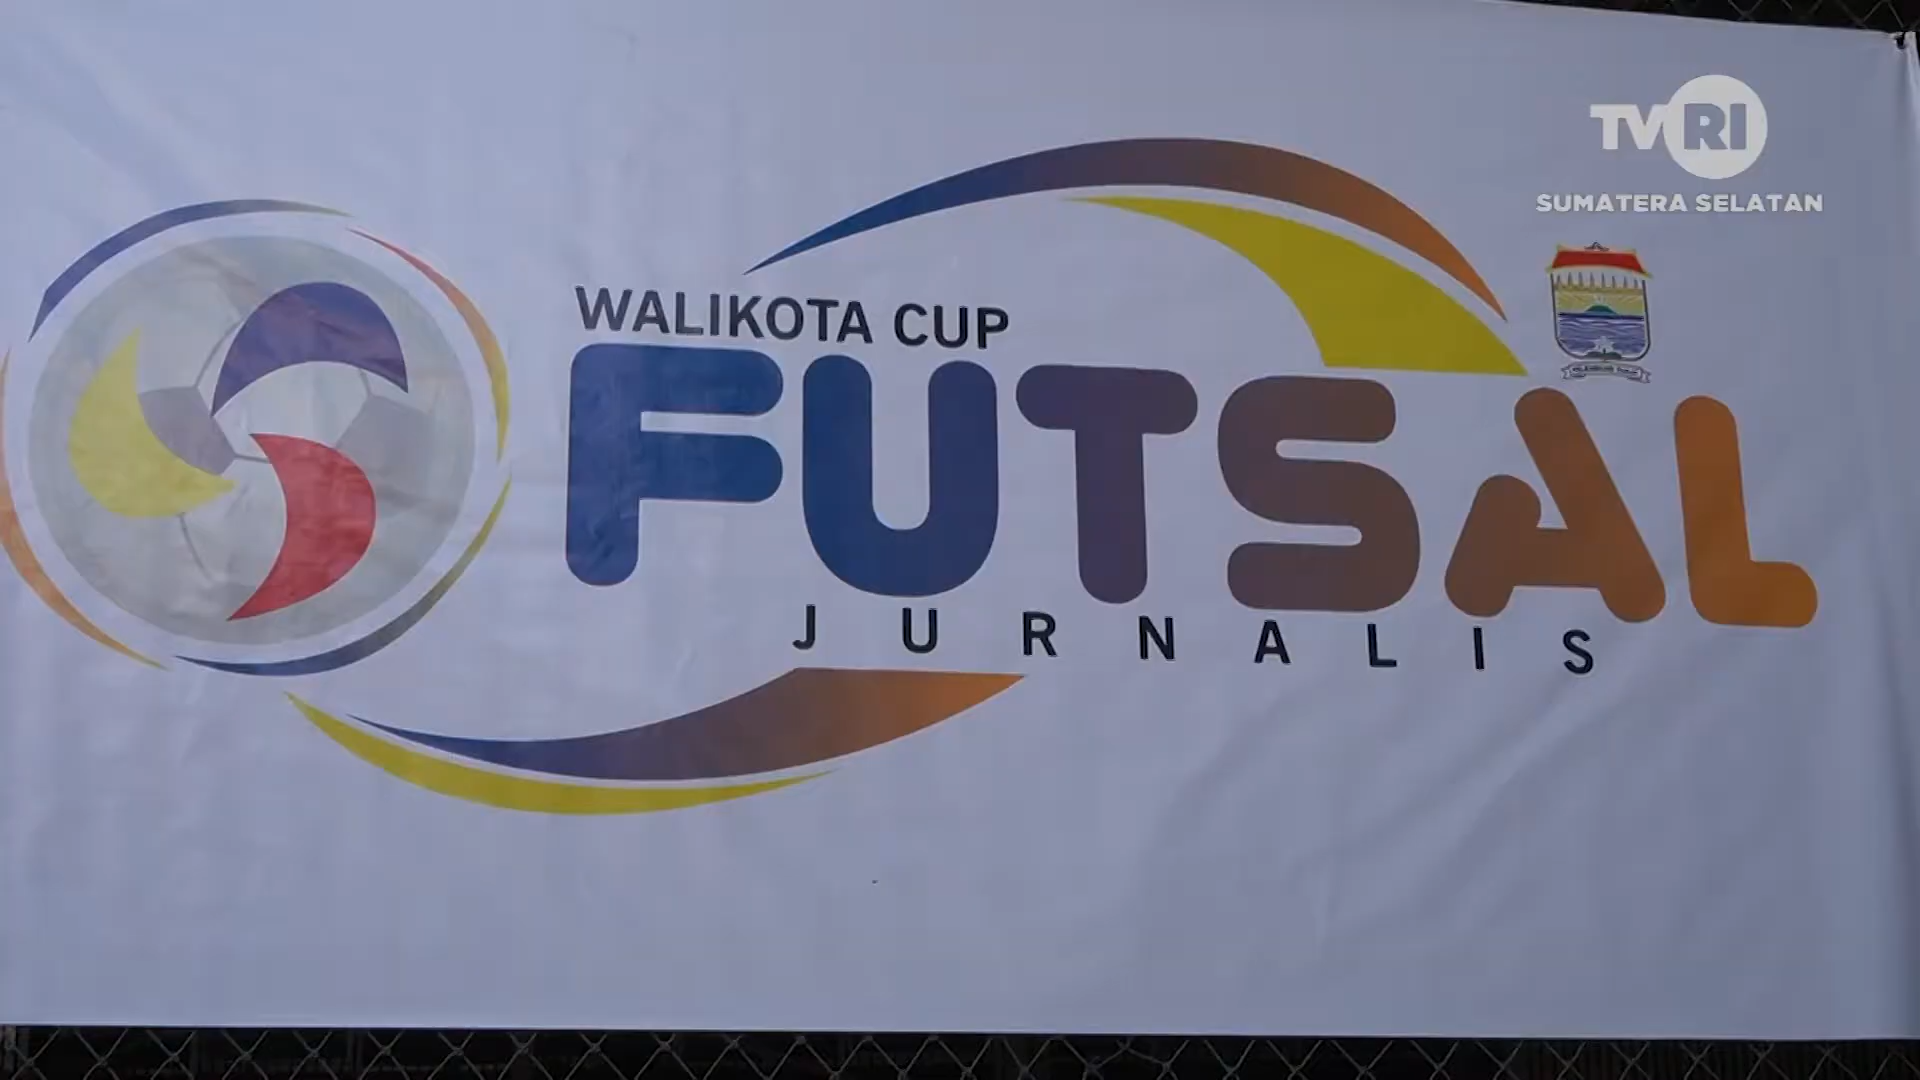 TVRI
SUMATERA SELATAN
WALIKOTA CUP
FUTSAL
JURNALIS